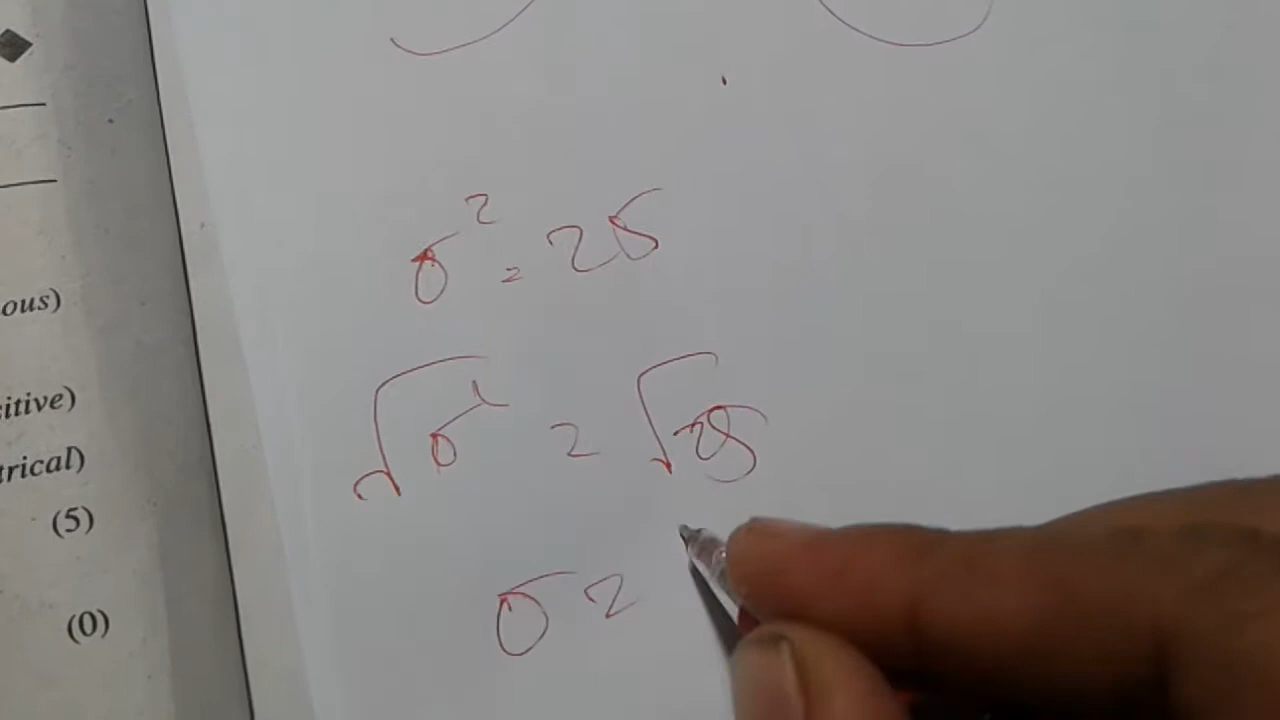 σ² = 25
√σ² = √25
σ =
ous)
itive)
trical)
(5)
(0)